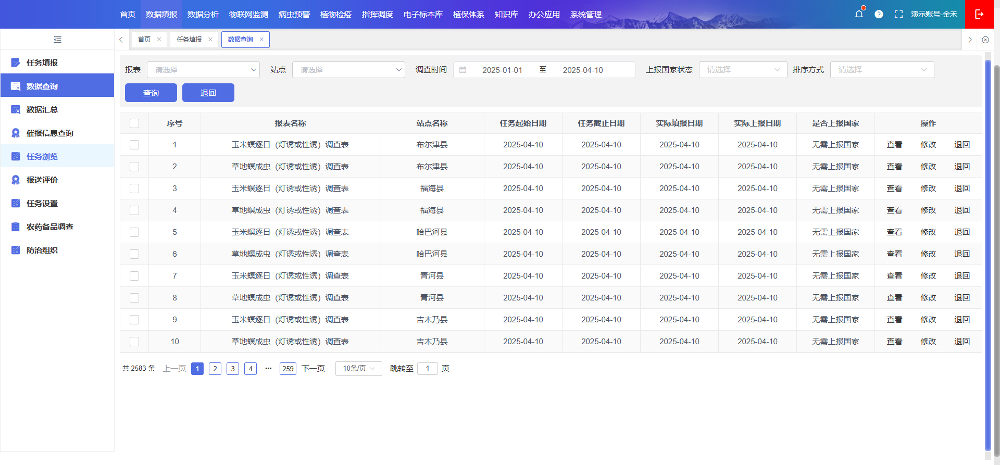 首页 数据填报 数据分析 物联网监测 病虫预警 植物检疫 指挥调度 电子标本库 植保体系 知识库 办公应用 系统管理 演示账号-金禾
首页 任务填报 数据查询
任务填报
数据查询
数据汇总
催报信息查询
任务浏览
报送评价
任务设置
农药备品调查
防治组织
报表 请选择 站点 请选择 调查时间 2025-01-01 至 2025-04-10 上报国家状态 请选择 排序方式 请选择
查询 退回
序号 报表名称 站点名称 任务起始日期 任务截止日期 实际填报日期 实际上报日期 是否上报国家 操作
1 玉米螟逐日（灯诱或性诱）调查表 布尔津县 2025-04-10 2025-04-10 2025-04-10 2025-04-10 无需上报国家 查看 修改 退回
2 草地螟成虫（灯诱或性诱）调查表 布尔津县 2025-04-10 2025-04-10 2025-04-10 2025-04-10 无需上报国家 查看 修改 退回
3 玉米螟逐日（灯诱或性诱）调查表 福海县 2025-04-10 2025-04-10 2025-04-10 2025-04-10 无需上报国家 查看 修改 退回
4 草地螟成虫（灯诱或性诱）调查表 福海县 2025-04-10 2025-04-10 2025-04-10 2025-04-10 无需上报国家 查看 修改 退回
5 玉米螟逐日（灯诱或性诱）调查表 哈巴河县 2025-04-10 2025-04-10 2025-04-10 2025-04-10 无需上报国家 查看 修改 退回
6 草地螟成虫（灯诱或性诱）调查表 哈巴河县 2025-04-10 2025-04-10 2025-04-10 2025-04-10 无需上报国家 查看 修改 退回
7 玉米螟逐日（灯诱或性诱）调查表 青河县 2025-04-10 2025-04-10 2025-04-10 2025-04-10 无需上报国家 查看 修改 退回
8 草地螟成虫（灯诱或性诱）调查表 青河县 2025-04-10 2025-04-10 2025-04-10 2025-04-10 无需上报国家 查看 修改 退回
9 玉米螟逐日（灯诱或性诱）调查表 吉木乃县 2025-04-10 2025-04-10 2025-04-10 2025-04-10 无需上报国家 查看 修改 退回
10 草地螟成虫（灯诱或性诱）调查表 吉木乃县 2025-04-10 2025-04-10 2025-04-10 2025-04-10 无需上报国家 查看 修改 退回
共 2583 条 上一页 1 2 3 4 ··· 259 下一页 10条/页 跳转至 1 页